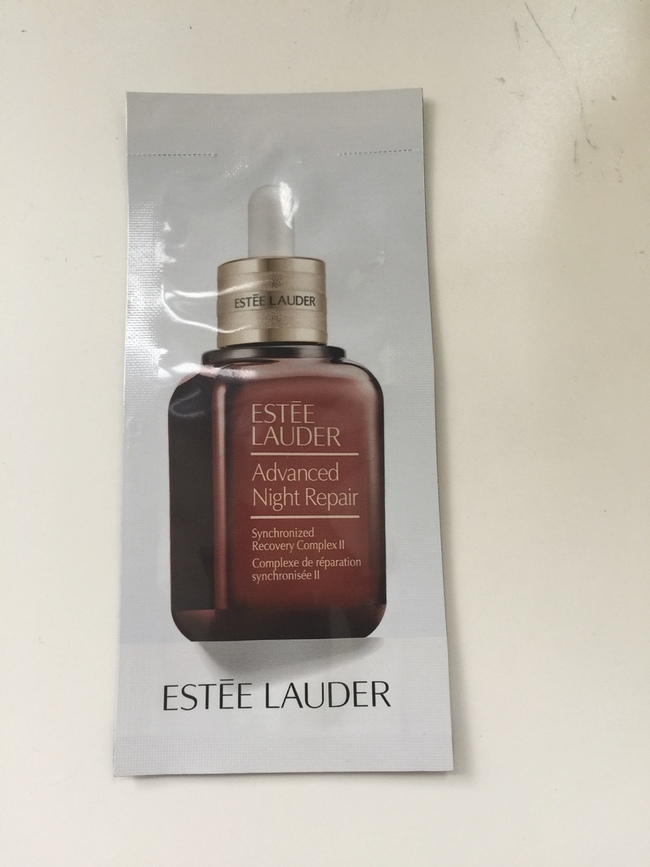 ESTĒE LAUDER
ESTĒE
LAUDER
Advanced
Night Repair
Synchronized
Recovery Complex II
Complexe de réparation
synchronisée II
ESTĒE LAUDER